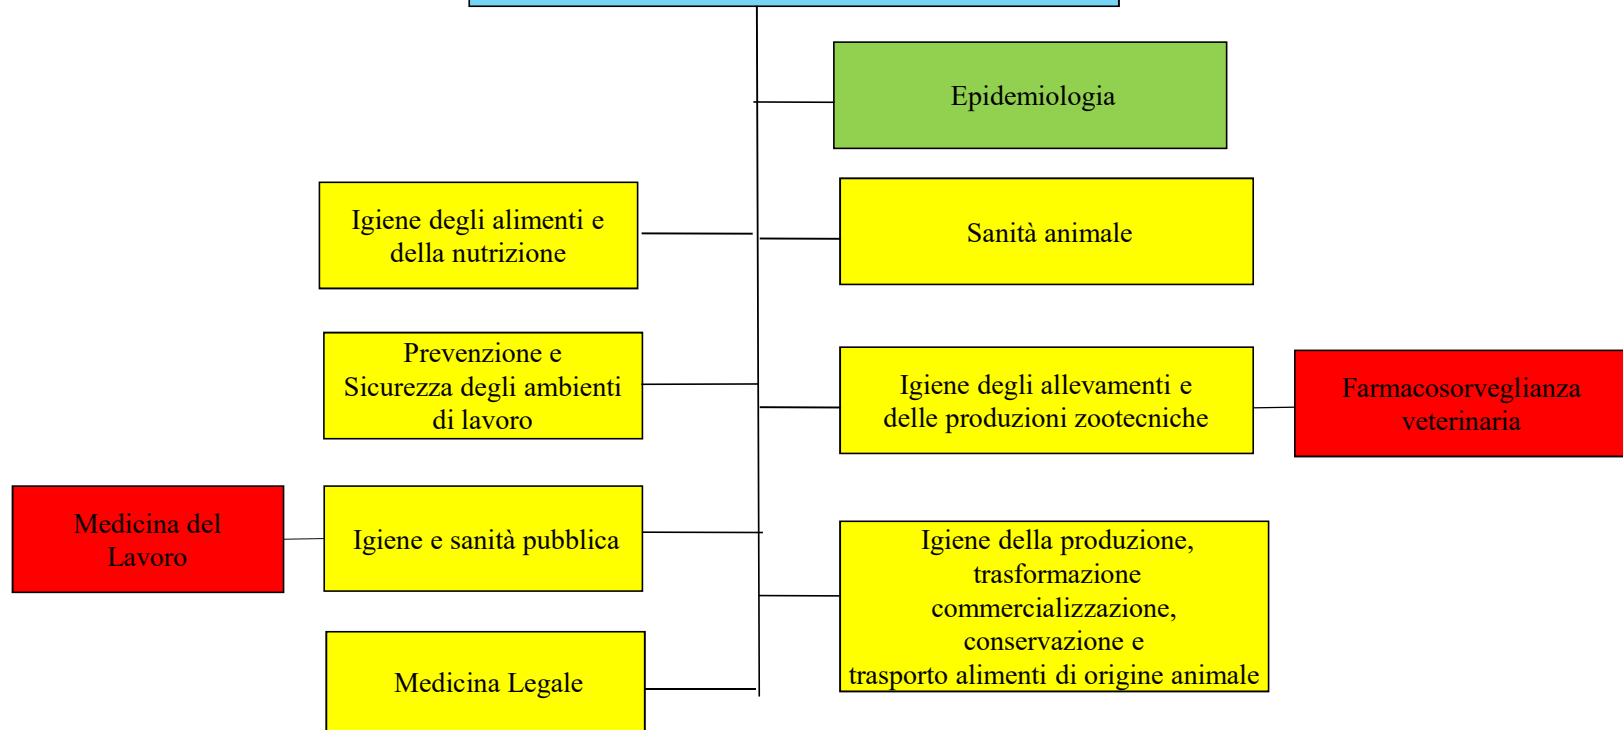 Epidemiologia
Igiene degli alimenti e
della nutrizione
Sanità animale
Prevenzione e
Sicurezza degli ambienti
di lavoro
Igiene degli allevamenti e
delle produzioni zootecniche
Farmacosorveglianza
veterinaria
Medicina del
Lavoro
Igiene e sanità pubblica
Igiene della produzione,
trasformazione
commercializzazione,
conservazione e
trasporto alimenti di origine animale
Medicina Legale